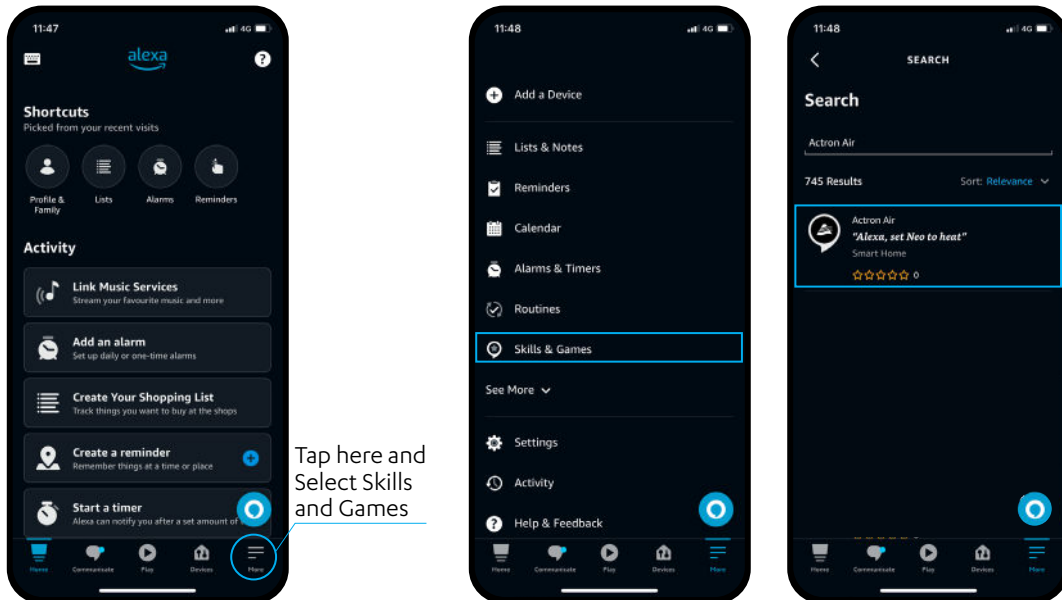 11:47
4G
alexa
?
Shortcuts
Picked from your recent visits
Profile &
Family
Lists
Alarms
Reminders
Activity
Link Music Services
Stream your favourite music and more
Add an alarm
Set up daily or one-time alarms
Create Your Shopping List
Track things you want to buy at the shops
Create a reminder
Remember things at a time or place
Start a timer
Alexa can notify you after a set amount of
Home
Communicate
Play
Devices
More
Tap here and
Select Skills
and Games
11:48
4G
Add a Device
Lists & Notes
Reminders
Calendar
Alarms & Timers
Routines
Skills & Games
See More
Settings
Activity
? Help & Feedback
Home
Communicate
Play
Devices
More
11:48
4G
SEARCH
Search
Actron Air
745 Results
Sort: Relevance
Actron Air
"Alexa, set Neo to heat"
Smart Home
0
Home
Communicate
Play
Devices
More